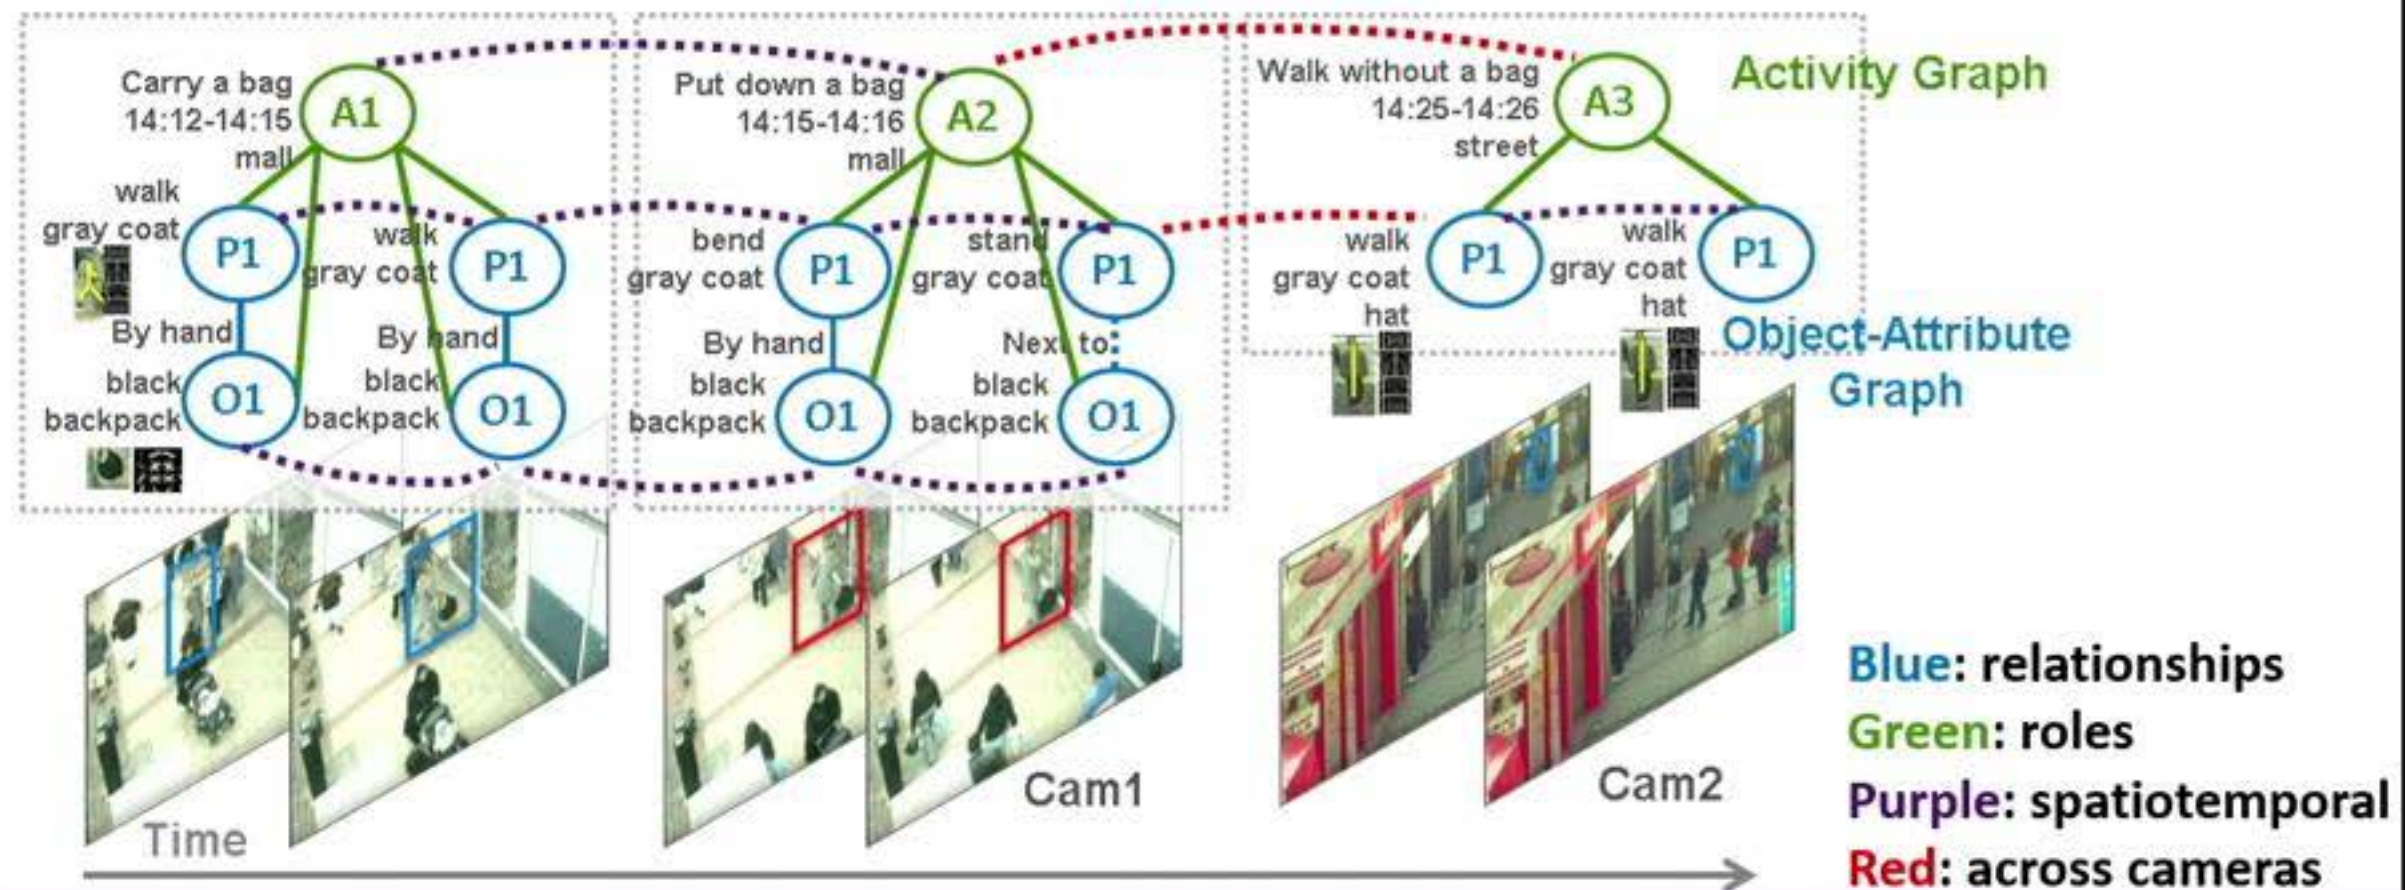 Carry a bag
14:12-14:15
mall
A1
Put down a bag
14:15-14:16
mall
A2
Walk without a bag
14:25-14:26
street
A3
Activity Graph
walk
gray coat
P1
walk
gray coat
P1
bend
gray coat
P1
stand
gray coat
P1
walk
gray coat
hat
P1
walk
gray coat
hat
P1
By hand
By hand
By hand
Next to
Object-Attribute
Graph
black
backpack
O1
black
backpack
O1
black
backpack
O1
black
backpack
O1
Time
Cam1
Cam2
Blue: relationships
Green: roles
Purple: spatiotemporal
Red: across cameras